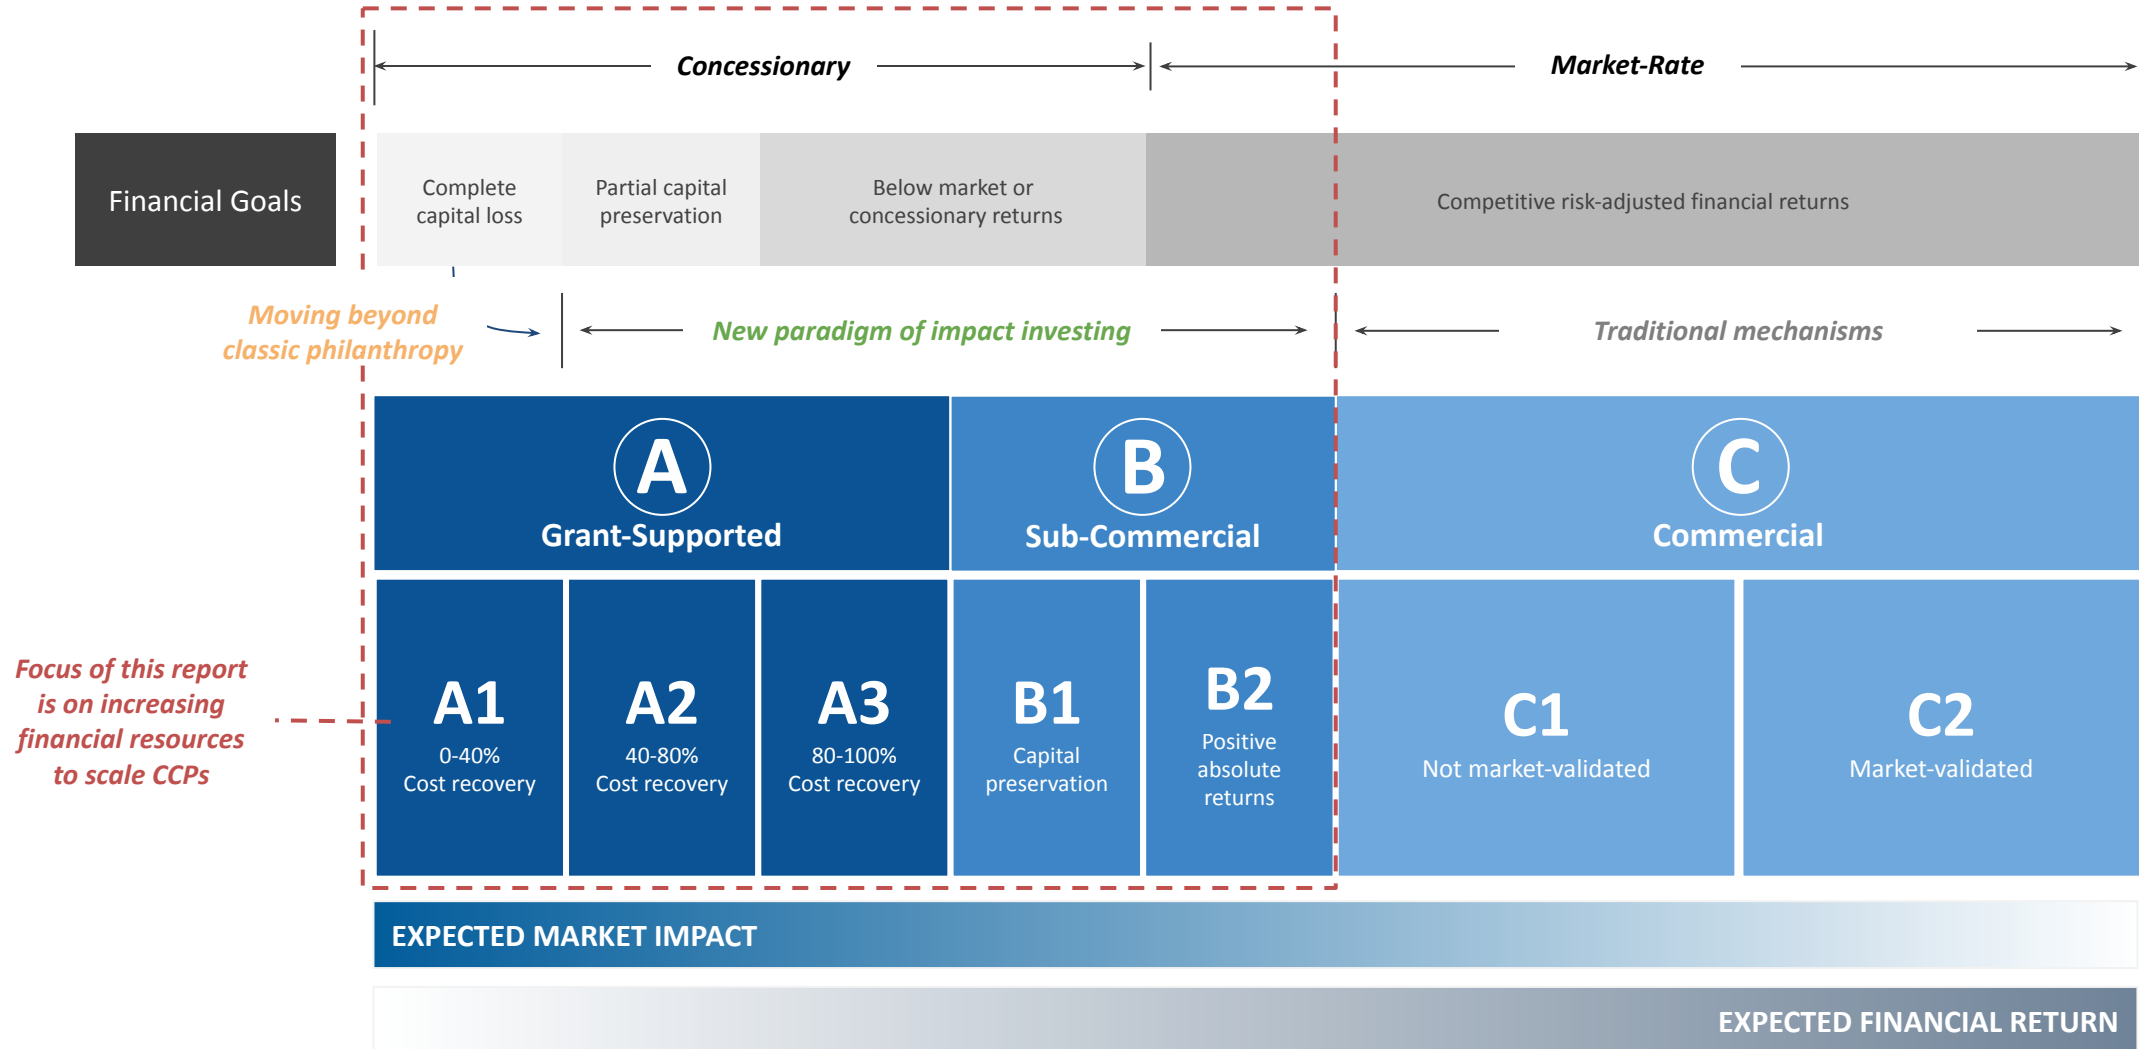 Concessionary
Market-Rate
Financial Goals
Complete
capital loss
Partial capital
preservation
Below market or
concessionary returns
Competitive risk-adjusted financial returns
Moving beyond
classic philanthropy
New paradigm of impact investing
Traditional mechanisms
A
Grant-Supported
B
Sub-Commercial
C
Commercial
Focus of this report
is on increasing
financial resources
to scale CCPs
A1
0-40%
Cost recovery
A2
40-80%
Cost recovery
A3
80-100%
Cost recovery
B1
Capital
preservation
B2
Positive
absolute
returns
C1
Not market-validated
C2
Market-validated
EXPECTED MARKET IMPACT
EXPECTED FINANCIAL RETURN